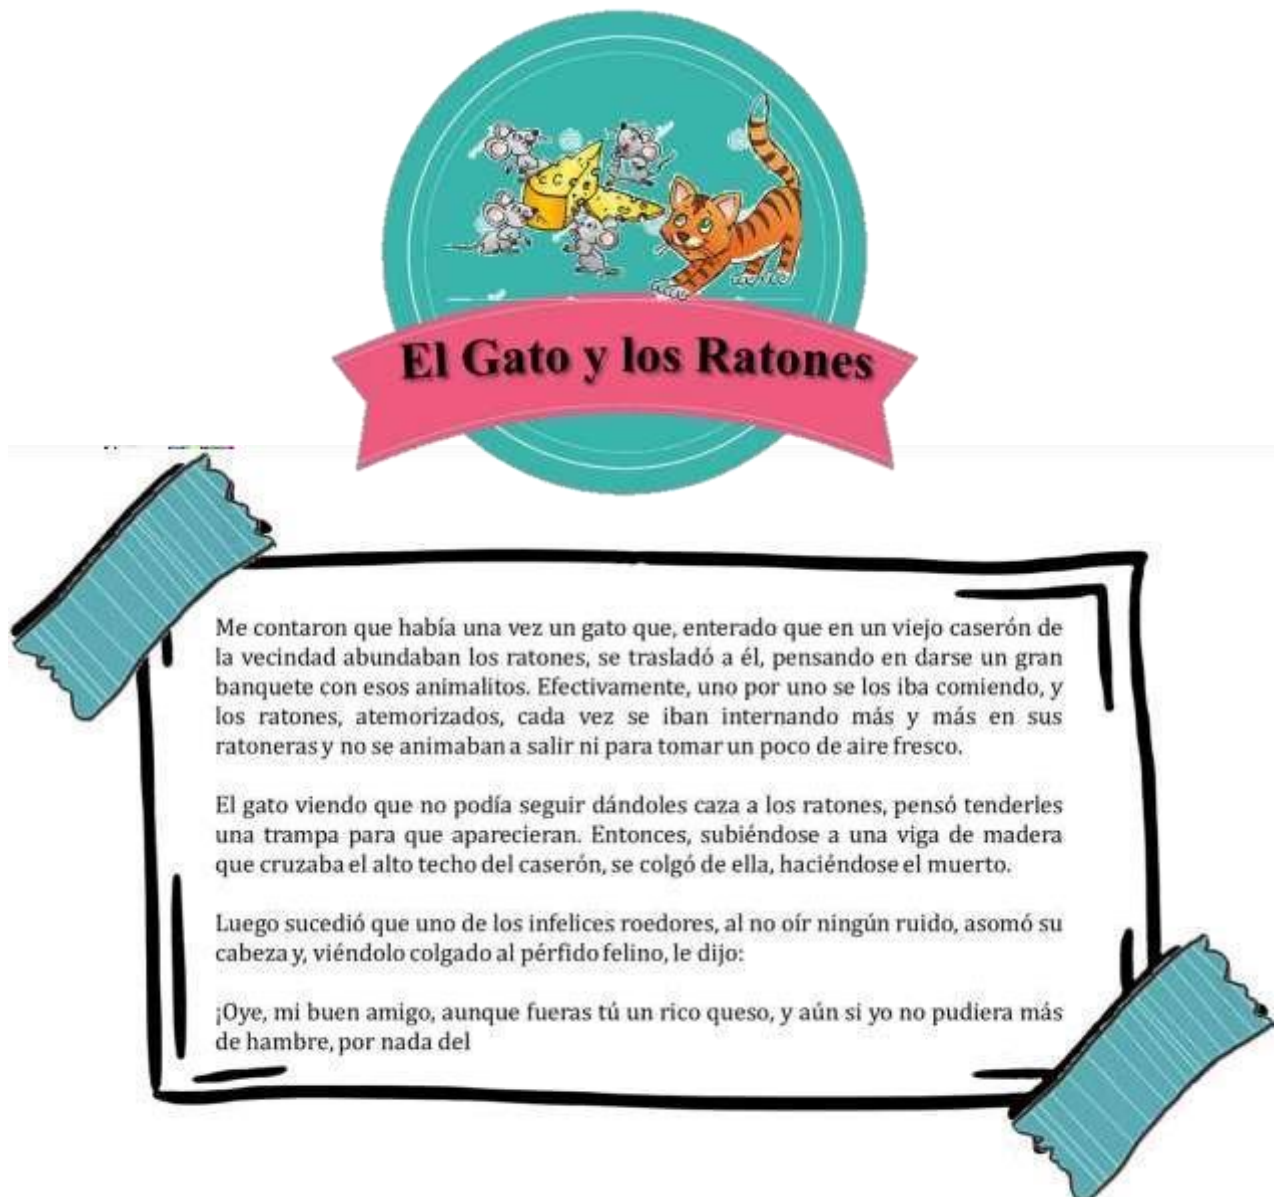 El Gato y los Ratones
Me contaron que había una vez un gato que, enterado que en un viejo caserón de
la vecindad abundaban los ratones, se trasladó a él, pensando en darse un gran
banquete con esos animalitos. Efectivamente, uno por uno se los iba comiendo, y
los ratones, atemorizados, cada vez se iban internando más y más en sus
ratoneras y no se animaban a salir ni para tomar un poco de aire fresco.
El gato viendo que no podía seguir dándoles caza a los ratones, pensó tenderles
una trampa para que aparecieran. Entonces, subiéndose a una viga de madera
que cruzaba el alto techo del caserón, se colgó de ella, haciéndose el muerto.
Luego sucedió que uno de los infelices roedores, al no oír ningún ruido, asomó su
cabeza y, viéndolo colgado al pérfido felino, le dijo:
¡Oye, mi buen amigo, aunque fueras tú un rico queso, y aún si yo no pudiera más
de hambre, por nada del